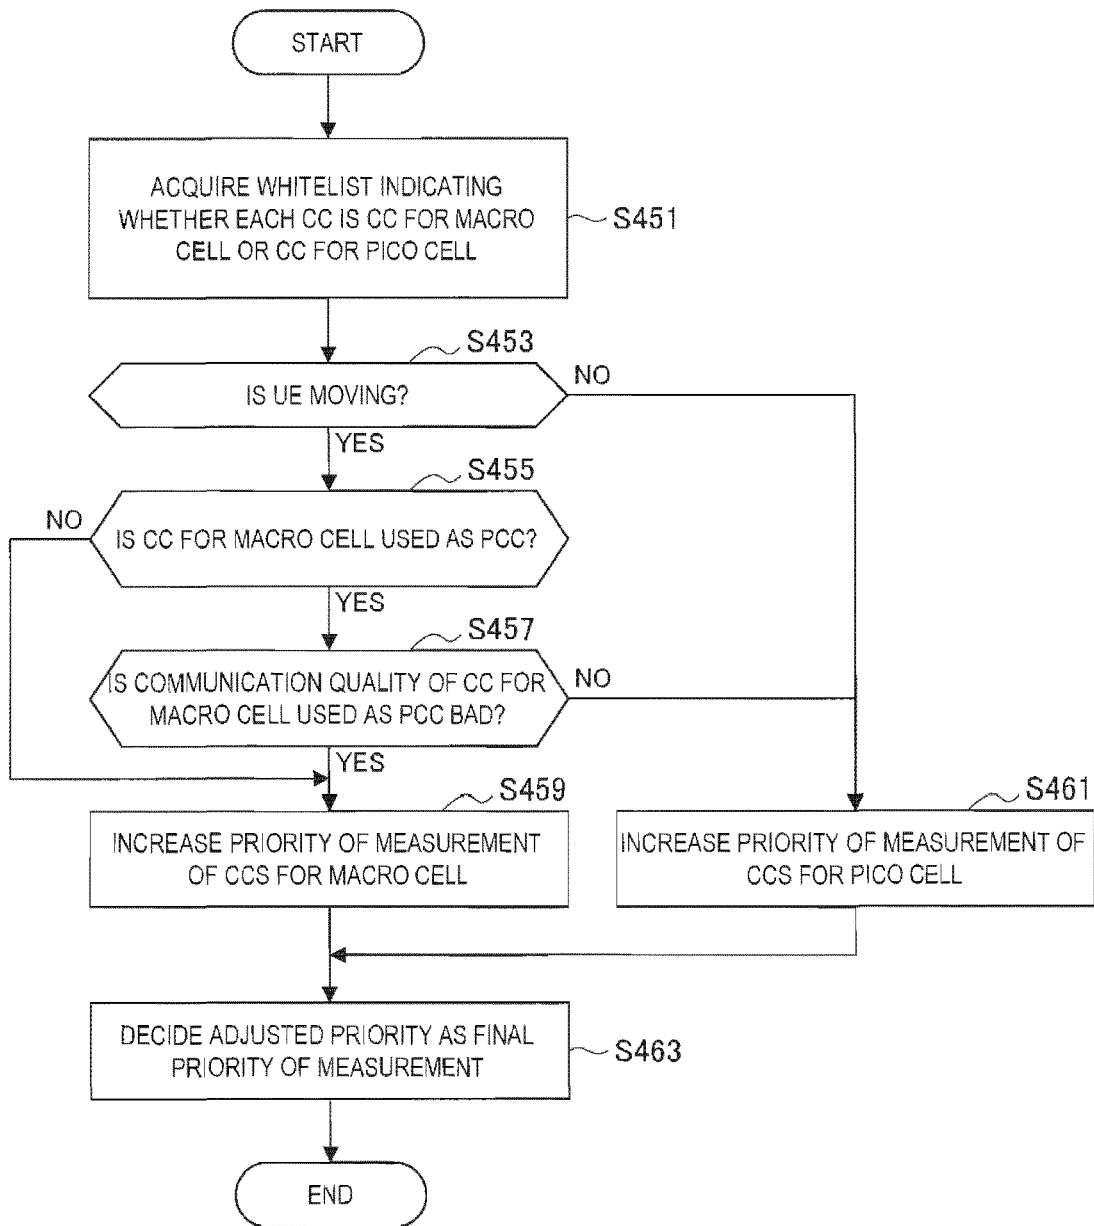 START
ACQUIRE WHITELIST INDICATING
WHETHER EACH CC IS CC FOR MACRO
CELL OR CC FOR PICO CELL
S451
S453
IS UE MOVING?
NO
YES
S455
NO
IS CC FOR MACRO CELL USED AS PCC?
YES
S457
IS COMMUNICATION QUALITY OF CC FOR
MACRO CELL USED AS PCC BAD?
NO
YES
S459
INCREASE PRIORITY OF MEASUREMENT
OF CCS FOR MACRO CELL
S461
INCREASE PRIORITY OF MEASUREMENT OF
CCS FOR PICO CELL
DECIDE ADJUSTED PRIORITY AS FINAL
PRIORITY OF MEASUREMENT
S463
END